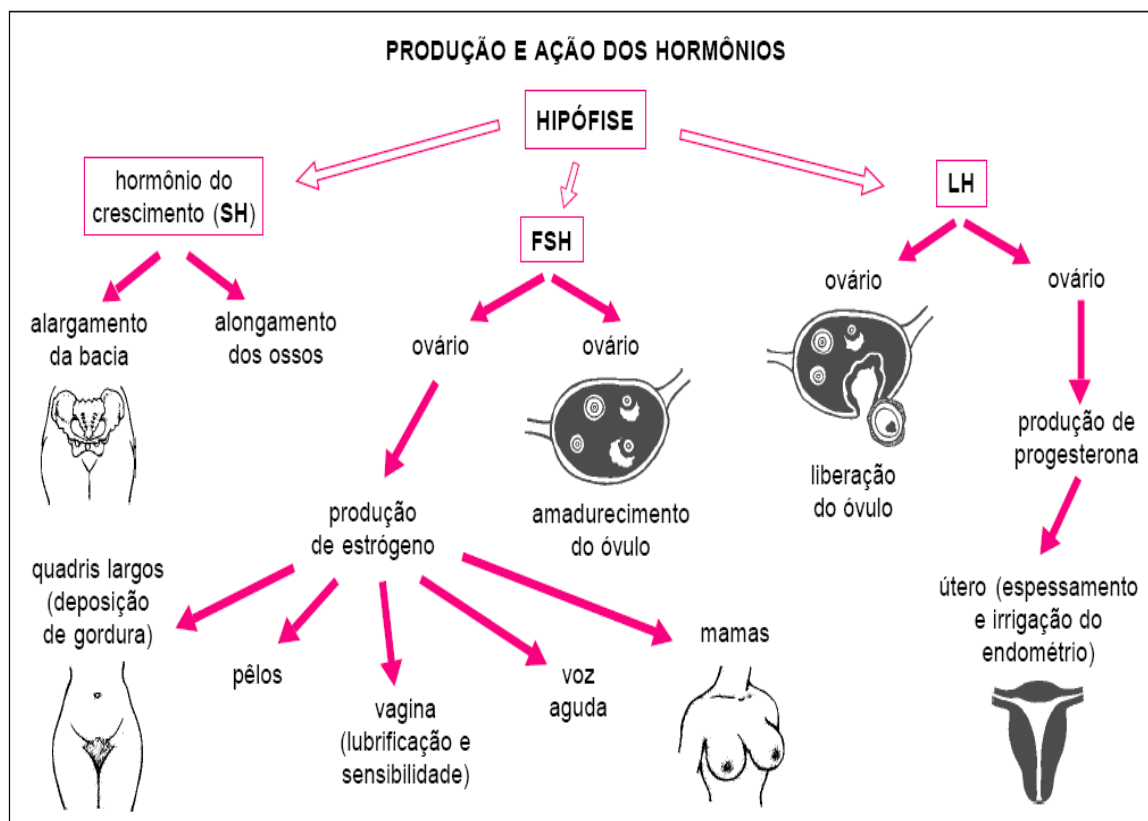 PRODUÇÃO E AÇÃO DOS HORMÔNIOS
HIPÓFISE
hormônio do
crescimento (SH)
alargamento
da bacia
alongamento
dos ossos
FSH
ovário
ovário
amadurecimento
do óvulo
produção
de estrógeno
quadris largos
(deposição
de gordura)
pêlos
vagina
(lubrificação e
sensibilidade)
voz
aguda
mamas
LH
ovário
liberação
do óvulo
ovário
produção de
progesterona
útero (espessamento
e irrigação do
endométrio)